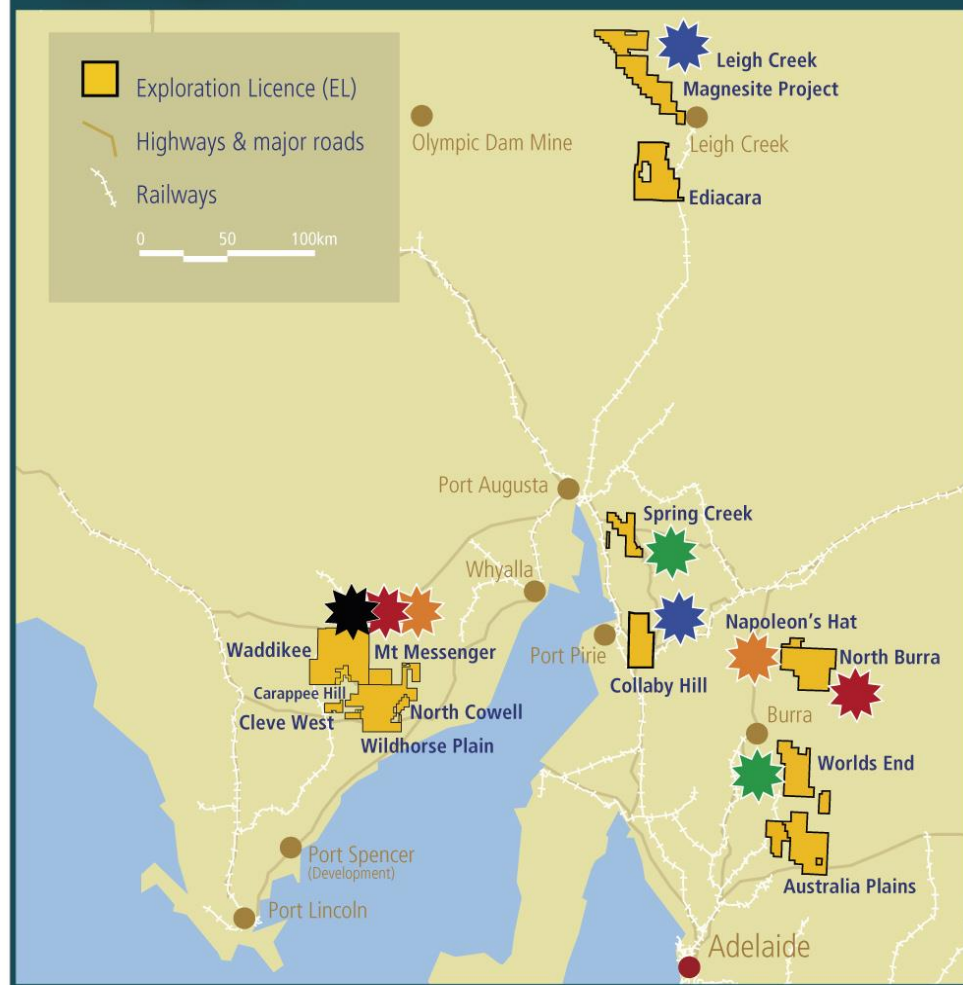 Exploration Licence (EL)
Highways & major roads
Railways
0 50 100km
Leigh Creek
Magnesite Project
Olympic Dam Mine
Leigh Creek
Ediacara
Port Augusta
Spring Creek
Whyalla
Napoleon's Hat
Waddikee
Mt Messenger
Port Pirie
North Burra
Collaby Hill
Carappee Hill
Cleve West
North Cowell
Burra
Wildhorse Plain
Worlds End
Port Spencer
(Development)
Australia Plains
Port Lincoln
Adelaide